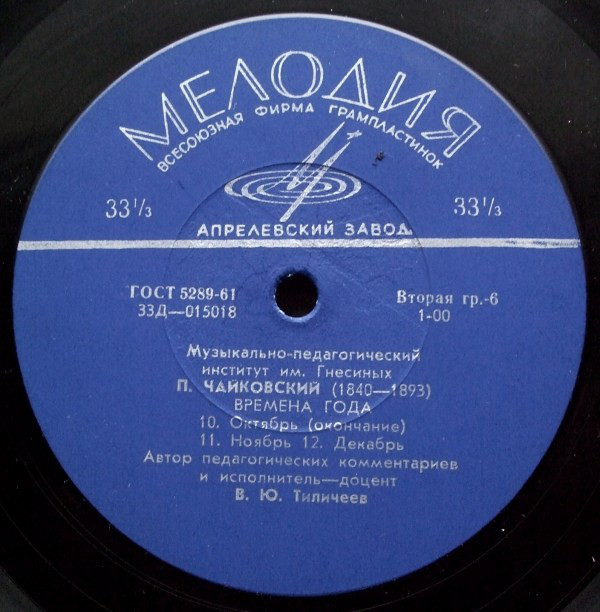 МЕЛОДИЯ
ВСЕСОЮЗНАЯ ФИРМА ГРАМПЛАСТИНОК
33⅓ 33⅓
АПРЕЛЕВСКИЙ ЗАВОД
ГОСТ 5289-61 Вторая гр.-6
33Д—015018 1-00
Музыкально-педагогический
институт им. Гнесиных
П. ЧАЙКОВСКИЙ (1840—1893)
ВРЕМЕНА ГОДА
10. Октябрь (окончание)
11. Ноябрь 12. Декабрь
Автор педагогических комментариев
и исполнитель—доцент
В. Ю. Тиличеев